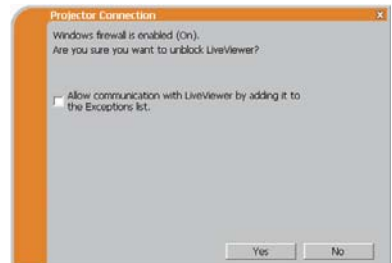 Projector Connection
X
Windows firewall is enabled (On).
Are you sure you want to unblock LiveViewer?
Allow communication with LiveViewer by adding it to
the Exceptions list.
Yes No